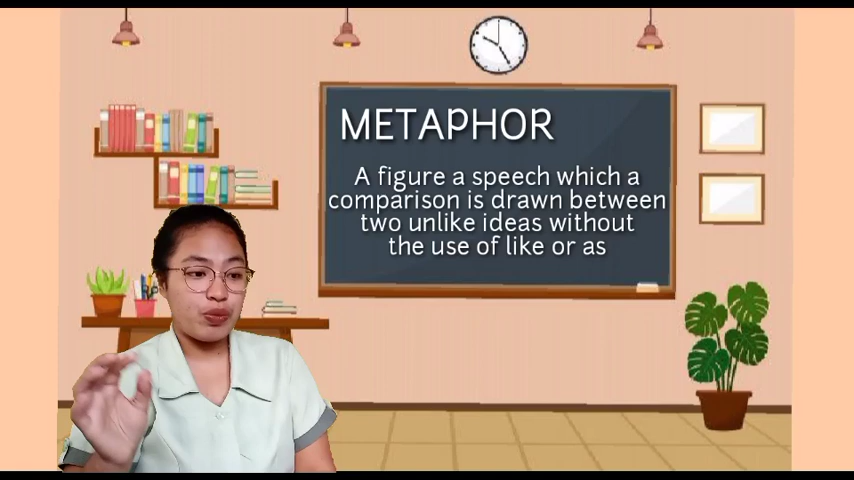 METAPHOR
A figure a speech which a
comparison is drawn between
two unlike ideas without
the use of like or as